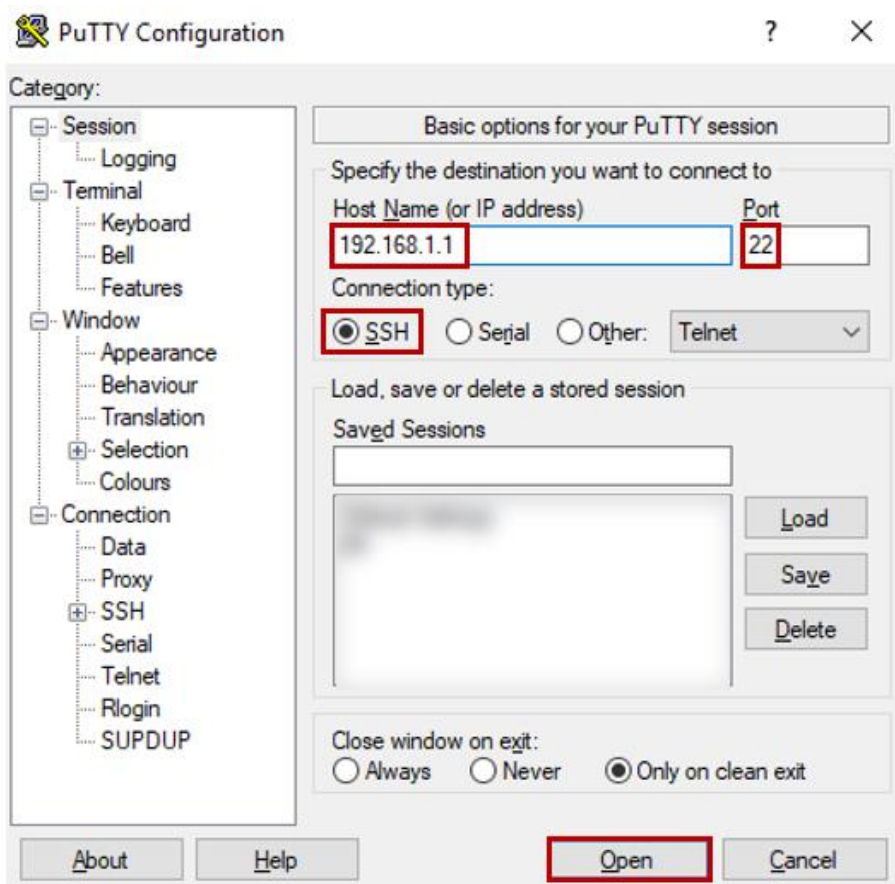 PuTTY Configuration ? ×
Category:
Session
Logging
Terminal
Keyboard
Bell
Features
Window
Appearance
Behaviour
Translation
Selection
Colours
Connection
Data
Proxy
SSH
Serial
Telnet
Rlogin
SUPDUP
Basic options for your PuTTY session
Specify the destination you want to connect to
Host Name (or IP address) Port
192.168.1.1 22
Connection type:
SSH Serial Other: Telnet
Load, save or delete a stored session
Saved Sessions
Load
Save
Delete
Close window on exit:
Always Never Only on clean exit
About Help Open Cancel